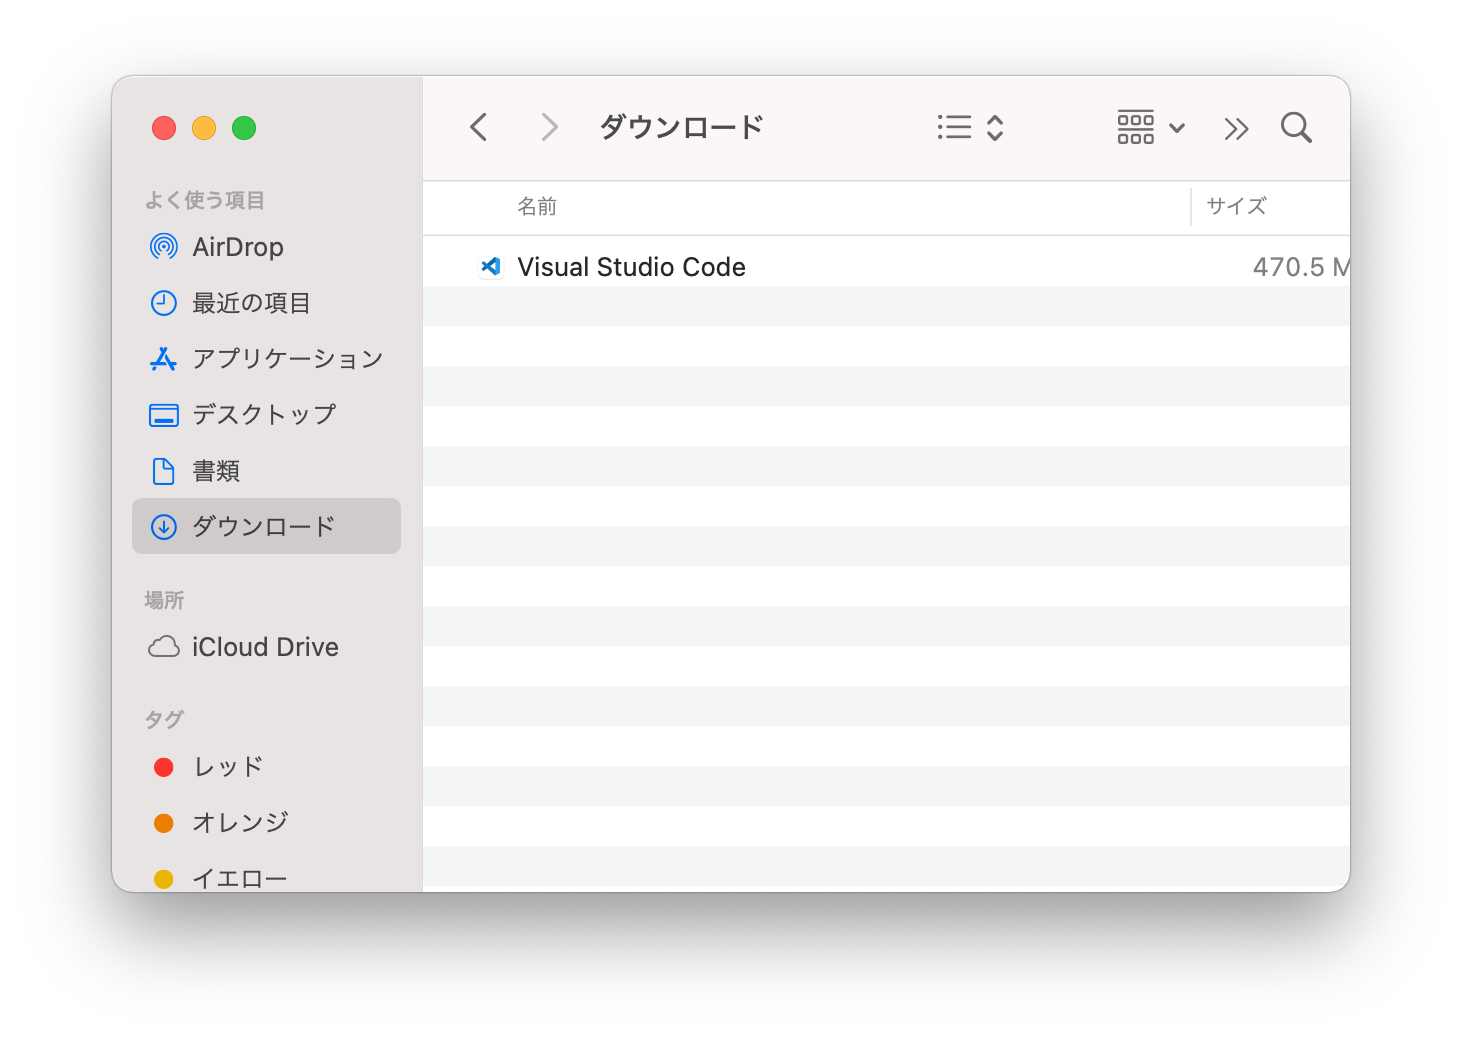 ダウンロード
よく使う項目
AirDrop
最近の項目
アプリケーション
デスクトップ
書類
ダウンロード
場所
iCloud Drive
タグ
レッド
オレンジ
イエロー
名前 サイズ
Visual Studio Code 470.5 M